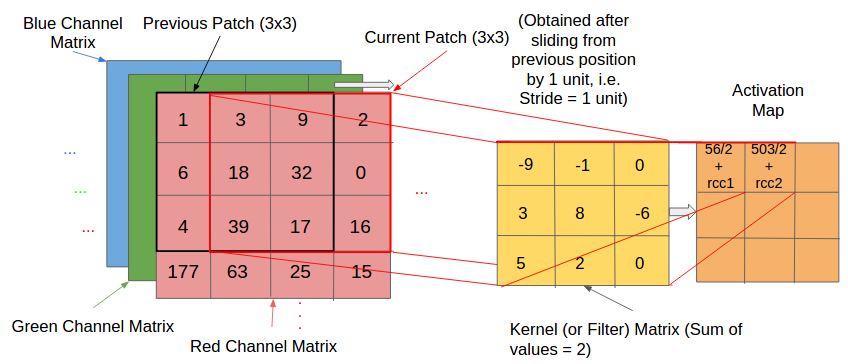 Blue Channel
Matrix
Previous Patch (3x3)
Current Patch (3x3)
(Obtained after
sliding from
previous position
by 1 unit, i.e.
Stride = 1 unit)
Activation
Map
1 3 9 2
6 18 32 0
4 39 17 16
177 63 25 15
...
...
...
...
-9 -1 0
3 8 -6
5 2 0
56/2 503/2
+ +
rcc1 rcc2
Green Channel Matrix
Red Channel Matrix
Kernel (or Filter) Matrix (Sum of
values = 2)